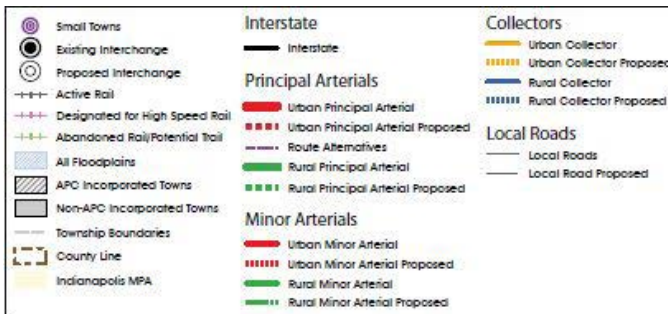 Small Towns
Existing Interchange
Proposed Interchange
Active Rail
Designated for High Speed Rail
Abandoned Rail/Potential Trail
All Floodplains
APC Incorporated Towns
Non-APC Incorporated Towns
Township Boundaries
County Line
Indianapolis MPA
Interstate
Interstate
Principal Arterials
Urban Principal Arterial
Urban Principal Arterial Proposed
Route Alternatives
Rural Principal Arterial
Rural Principal Arterial Proposed
Minor Arterials
Urban Minor Arterial
Urban Minor Arterial Proposed
Rural Minor Arterial
Rural Minor Arterial Proposed
Collectors
Urban Collector
Urban Collector Proposed
Rural Collector
Rural Collector Proposed
Local Roads
Local Roads
Local Road Proposed